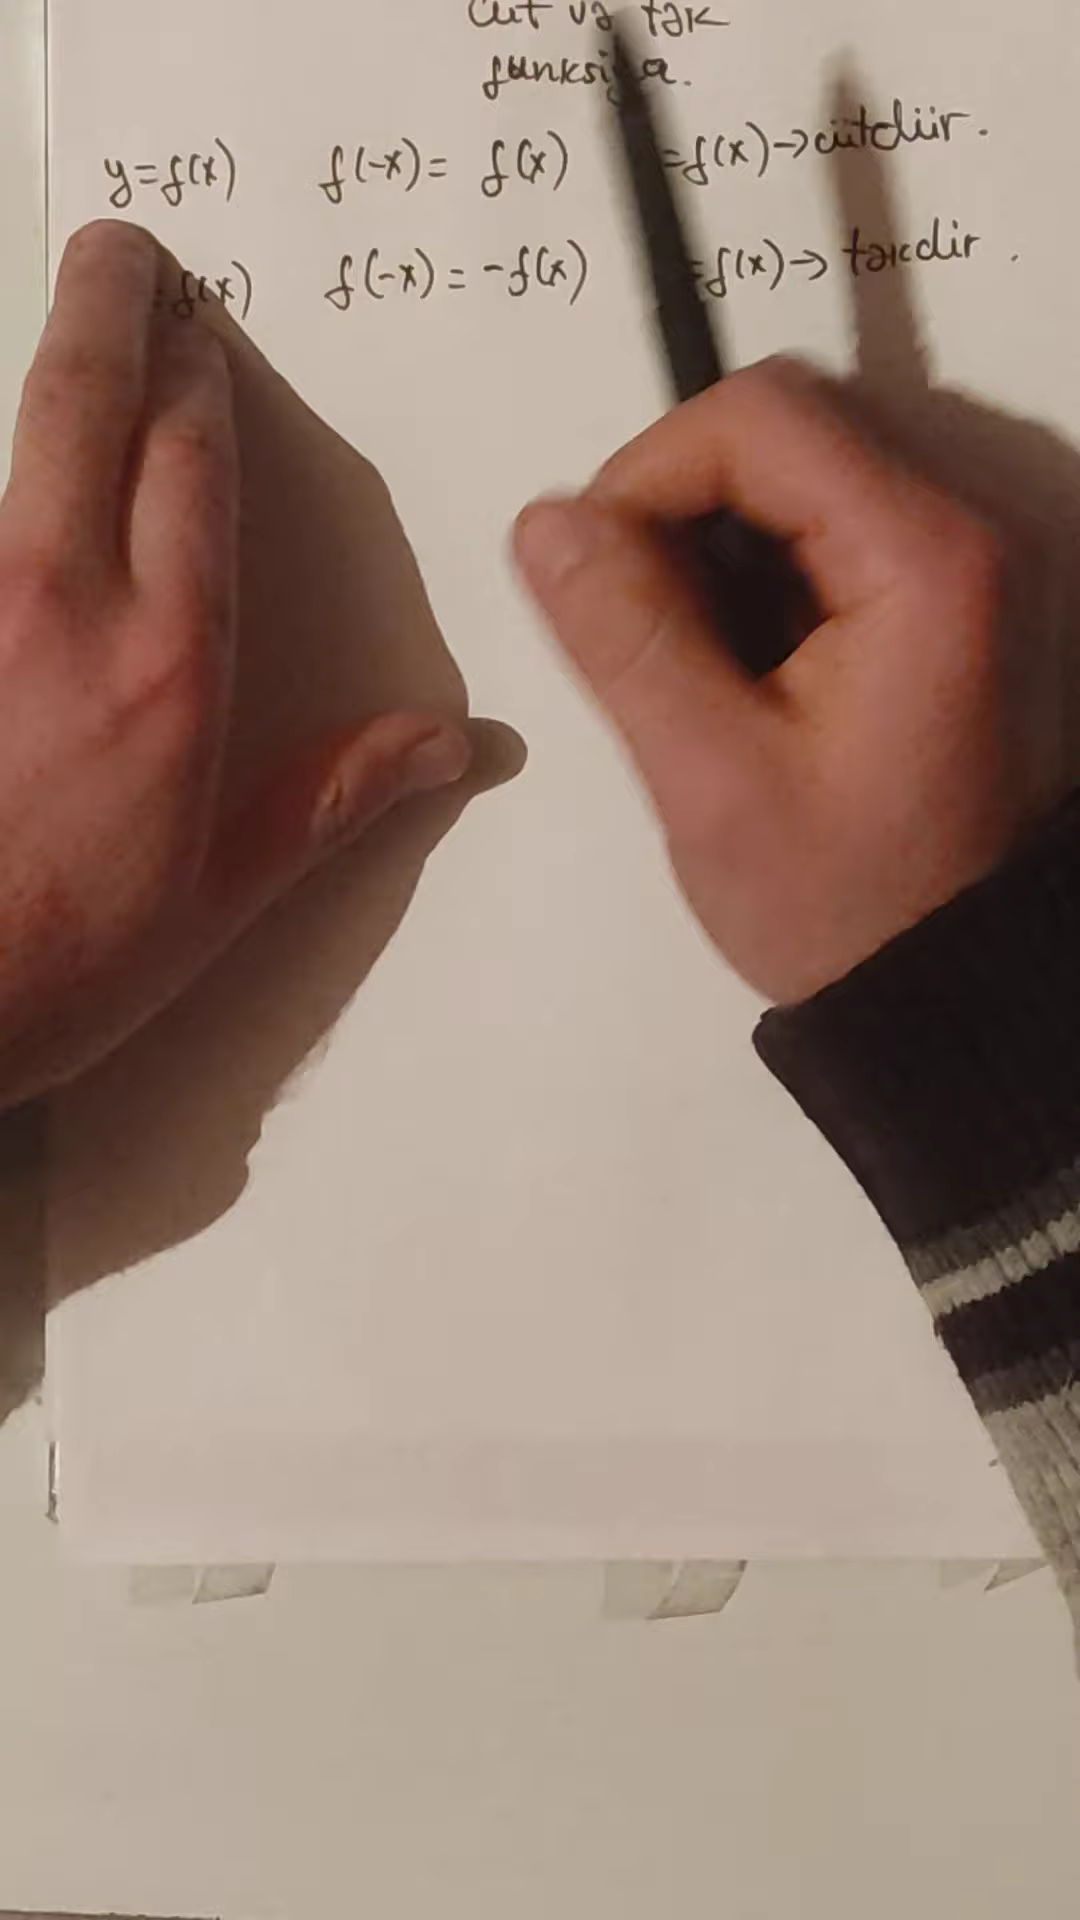 Cüt və tək
funksiya.
y=f(x) f(-x)= f(x) =f(x)→cütdür.
=f(x) f(-x)=-f(x) =f(x)→ təkdir.